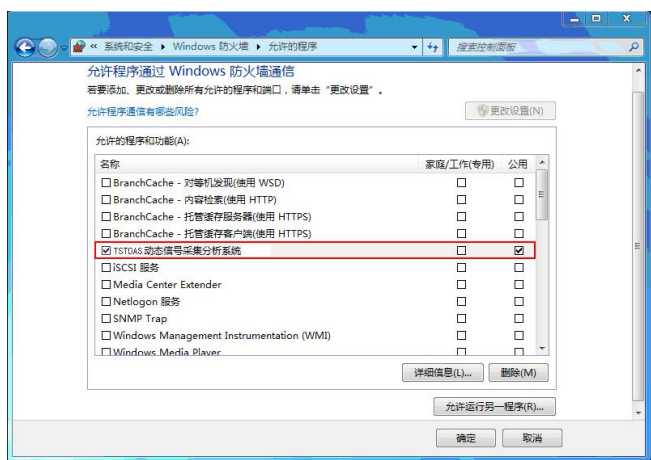 « 系统和安全 ▸ Windows 防火墙 ▸ 允许的程序 搜索控制面板
允许程序通过 Windows 防火墙通信
若要添加、更改或删除所有允许的程序和端口，请单击“更改设置”。
允许程序通信有哪些风险? 更改设置(N)
允许的程序和功能(A):
名称 家庭/工作(专用) 公用
BranchCache - 对等机发现(使用 WSD)
BranchCache - 内容检索(使用 HTTP)
BranchCache - 托管缓存服务器(使用 HTTPS)
BranchCache - 托管缓存客户端(使用 HTTPS)
TSTDAS 动态信号采集分析系统
iSCSI 服务
Media Center Extender
Netlogon 服务
SNMP Trap
Windows Management Instrumentation (WMI)
Windows Media Player
详细信息(L)... 删除(M)
允许运行另一程序(R)...
确定 取消